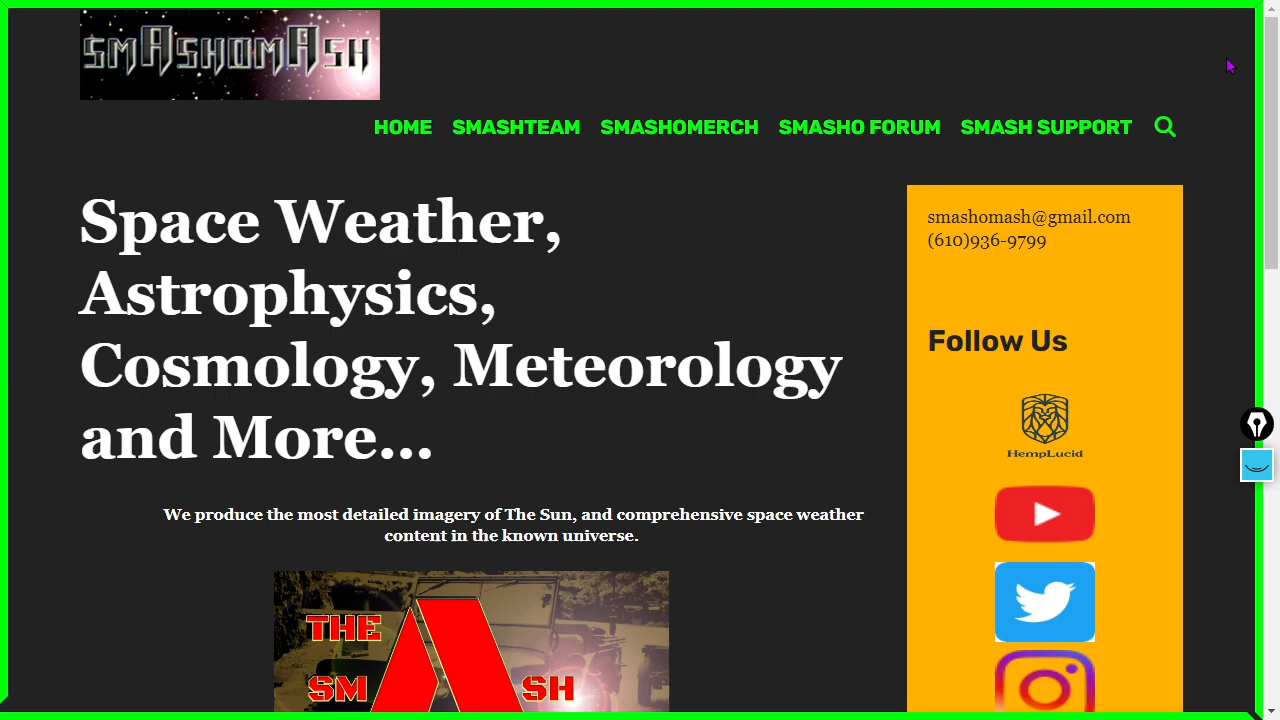 SMASHOMASH
HOME SMASHTEAM SMASHOMERCH SMASHO FORUM SMASH SUPPORT
Space Weather,
Astrophysics,
Cosmology, Meteorology
and More...
We produce the most detailed imagery of The Sun, and comprehensive space weather
content in the known universe.
THE
SMASH
smashomash@gmail.com
(610)936-9799
Follow Us
HempLucid